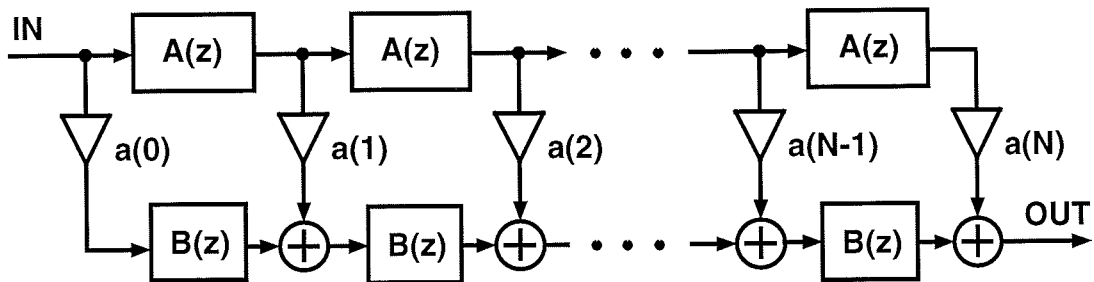 IN
A(z) A(z) A(z)
a(0) a(1) a(2) a(N-1) a(N)
OUT
B(z) B(z) B(z)